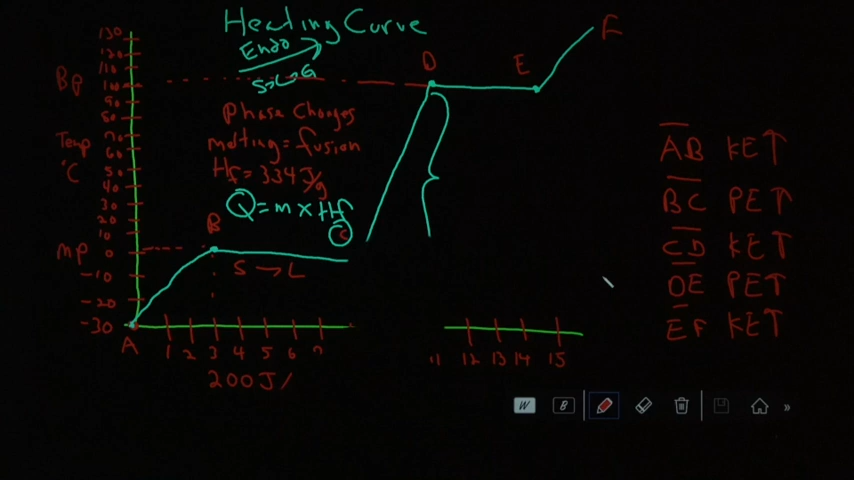 Heating Curve
Endo
S→L→G
Phase Changes
melting = fusion
Hf = 334 J/g
Q = m x Hf
130
120
110
100
90
80
70
60
50
40
30
20
10
0
-10
-20
-30
Bp
Temp
°C
mp
A
B
C
D
E
F
S → L
1 2 3 4 5 6 7
11 12 13 14 15
200 J/
AB KE↑
BC PE↑
CD KE↑
DE PE↑
EF KE↑
W B